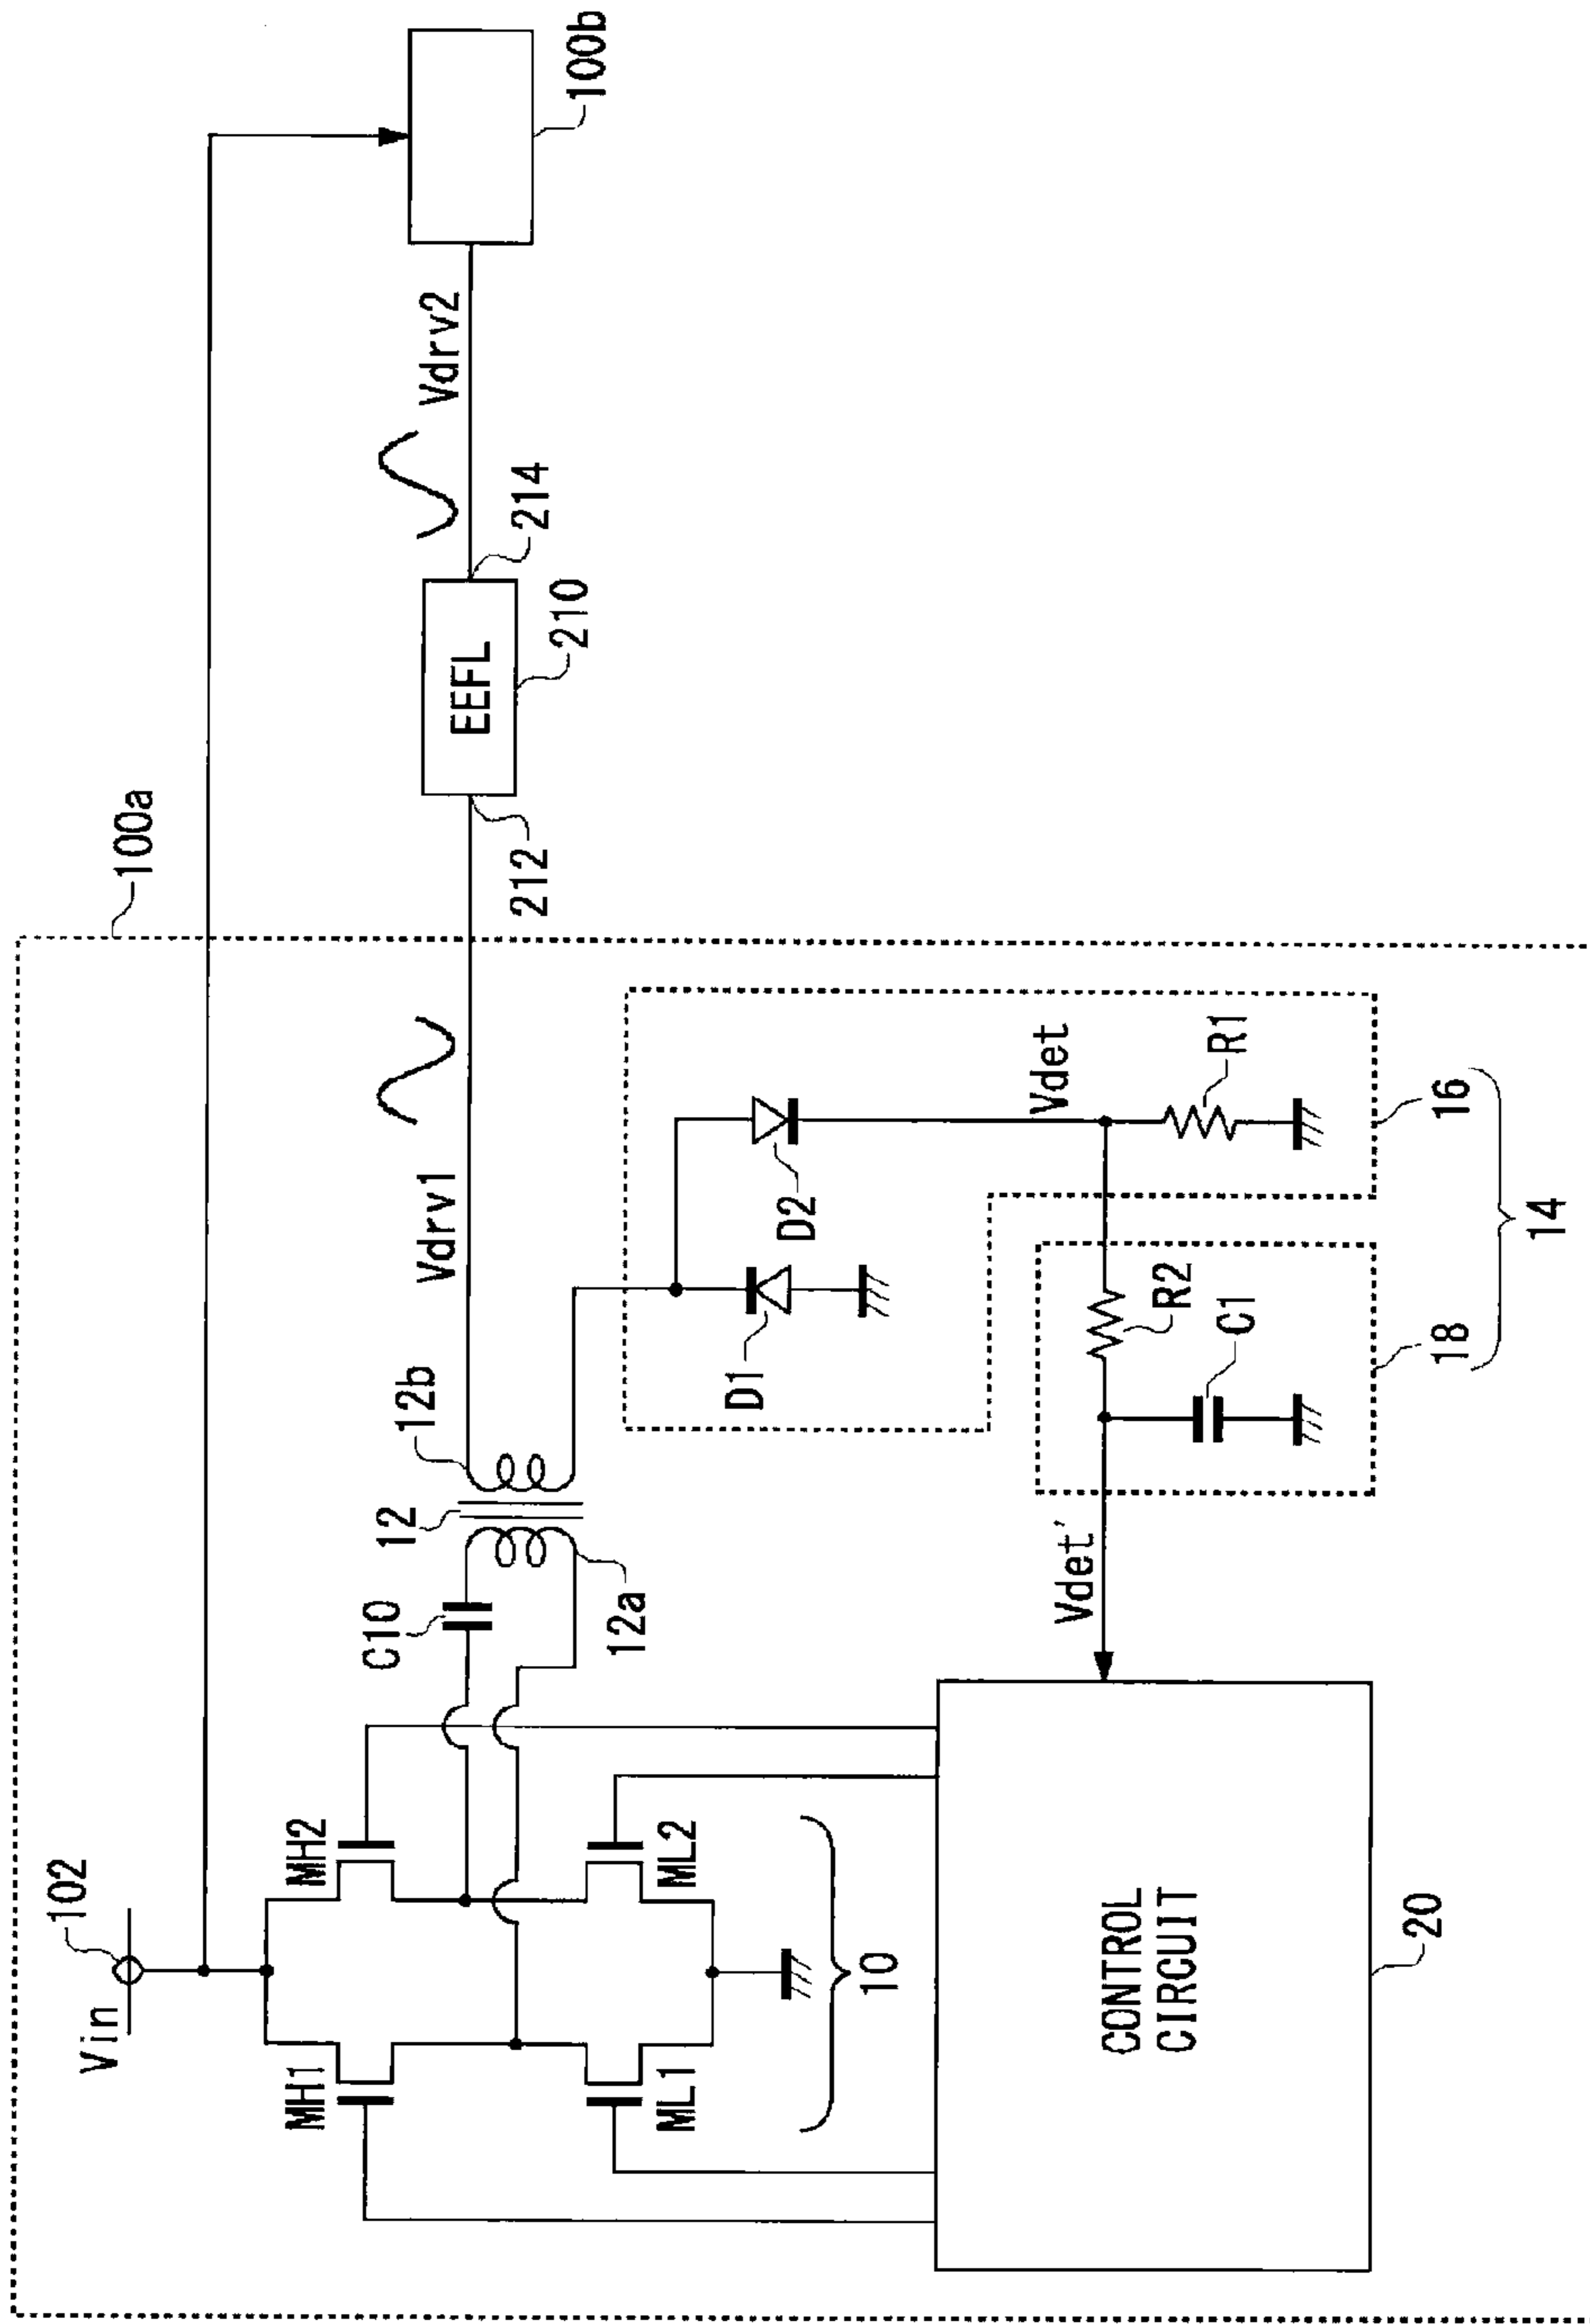 100a
Vin
102
MH1
MH2
ML1
ML2
10
C10
12
12a
12b
Vdrv1
212
EEFL
210
214
Vdrv2
100b
D1
D2
Vdet
R1
16
R2
C1
18
14
Vdet'
CONTROL
CIRCUIT
20